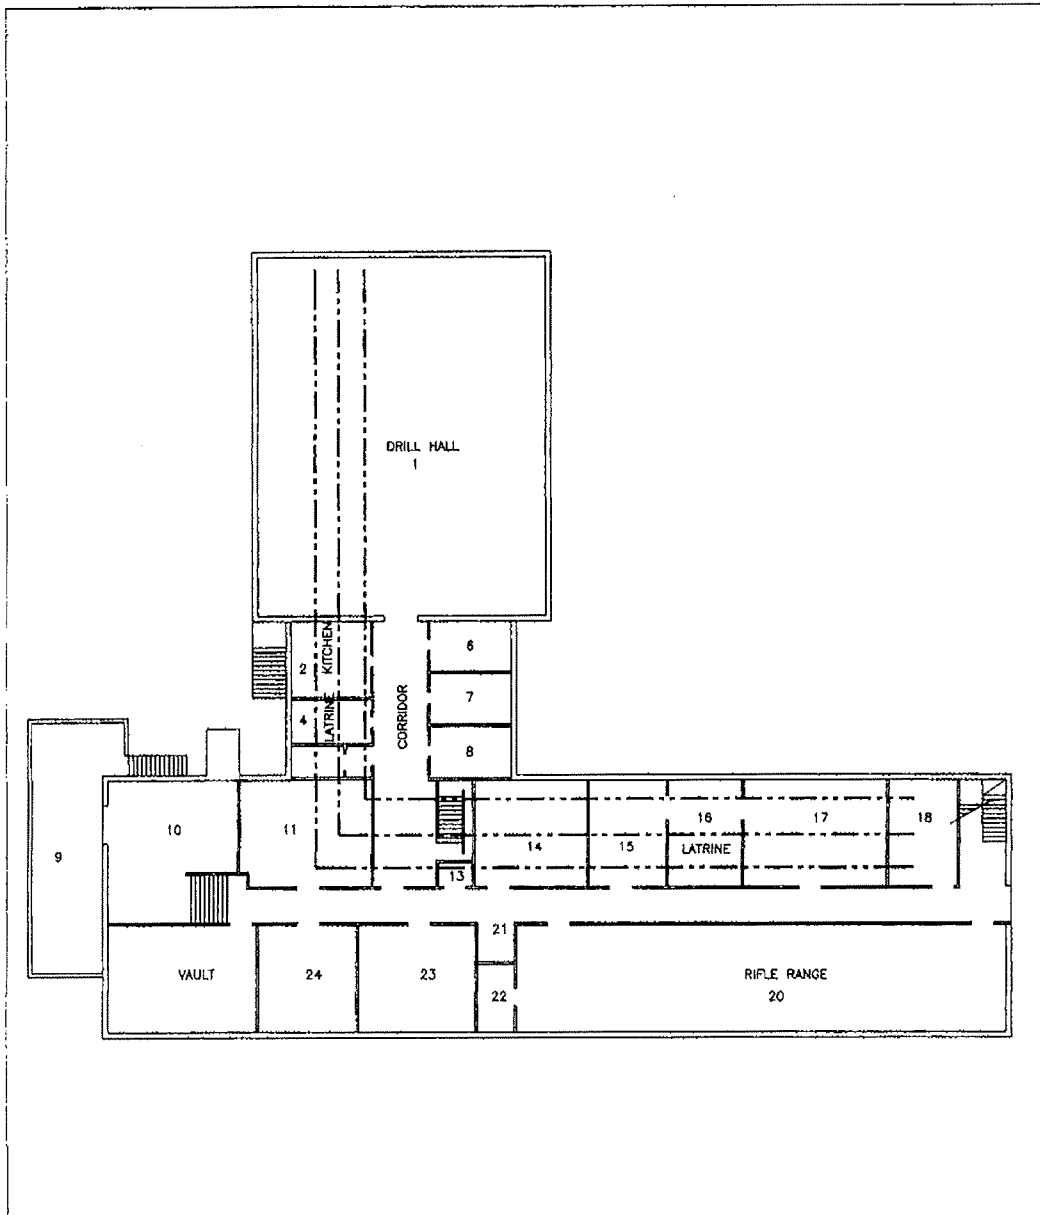 DRILL HALL
1
2
KITCHEN
4
LATRINE
CORRIDOR
6
7
8
9
10
11
13
14
15
16
LATRINE
17
18
21
22
VAULT
24
23
RIFLE RANGE
20